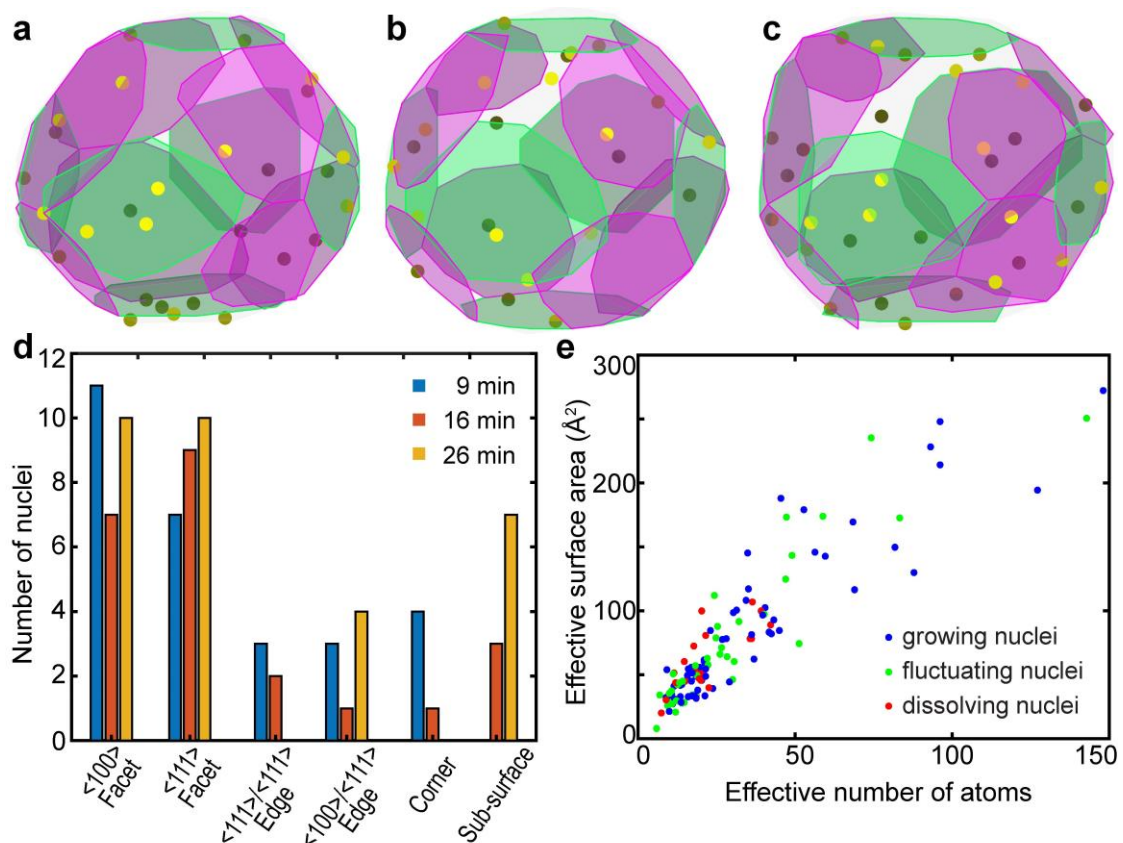 a
b
c
d
12
10
8
6
4
2
0
Number of nuclei
9 min
16 min
26 min
<100>
Facet
<111>
Facet
<111>/<111>
Edge
<100>/<111>
Edge
Corner
Sub-surface
e
300
200
100
0
Effective surface area (Å²)
growing nuclei
fluctuating nuclei
dissolving nuclei
0
50
100
150
Effective number of atoms